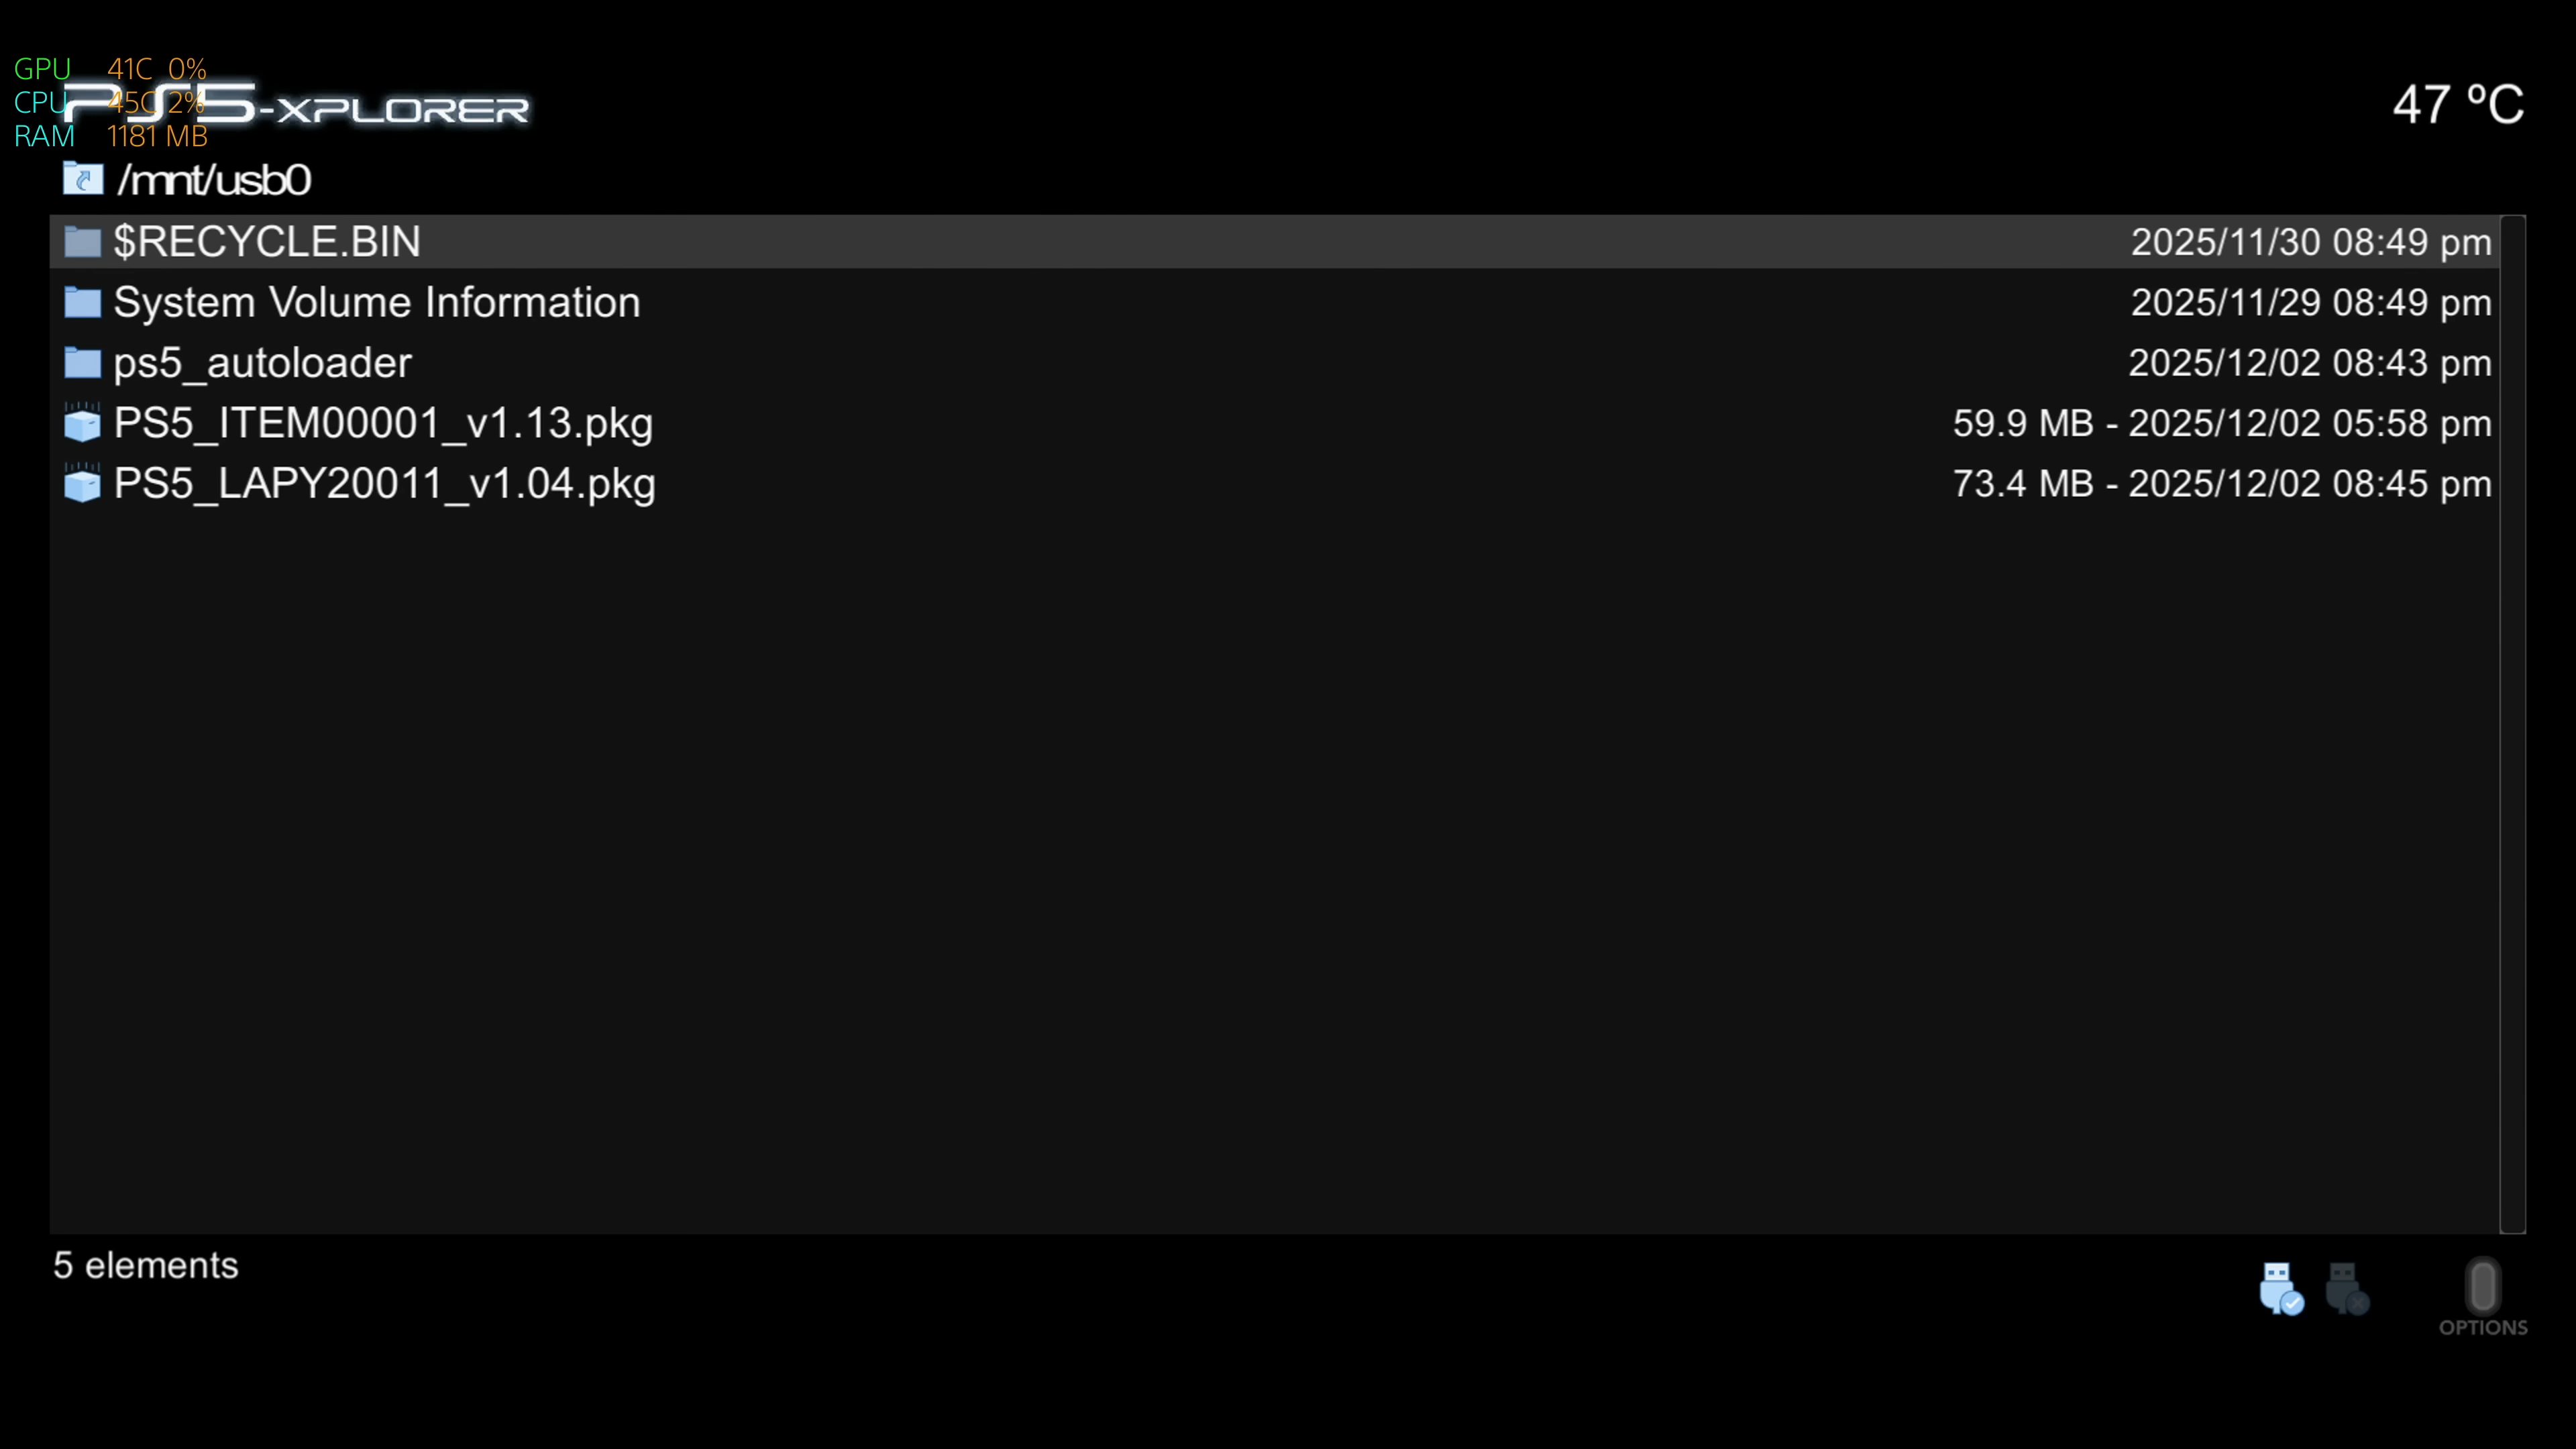 GPU 41C 0%
CPU 45C 2%
RAM 1181 MB
PS5-XPLORER
47 ºC
/mnt/usb0
$RECYCLE.BIN 2025/11/30 08:49 pm
System Volume Information 2025/11/29 08:49 pm
ps5_autoloader 2025/12/02 08:43 pm
PS5_ITEM00001_v1.13.pkg 59.9 MB - 2025/12/02 05:58 pm
PS5_LAPY20011_v1.04.pkg 73.4 MB - 2025/12/02 08:45 pm
5 elements
OPTIONS